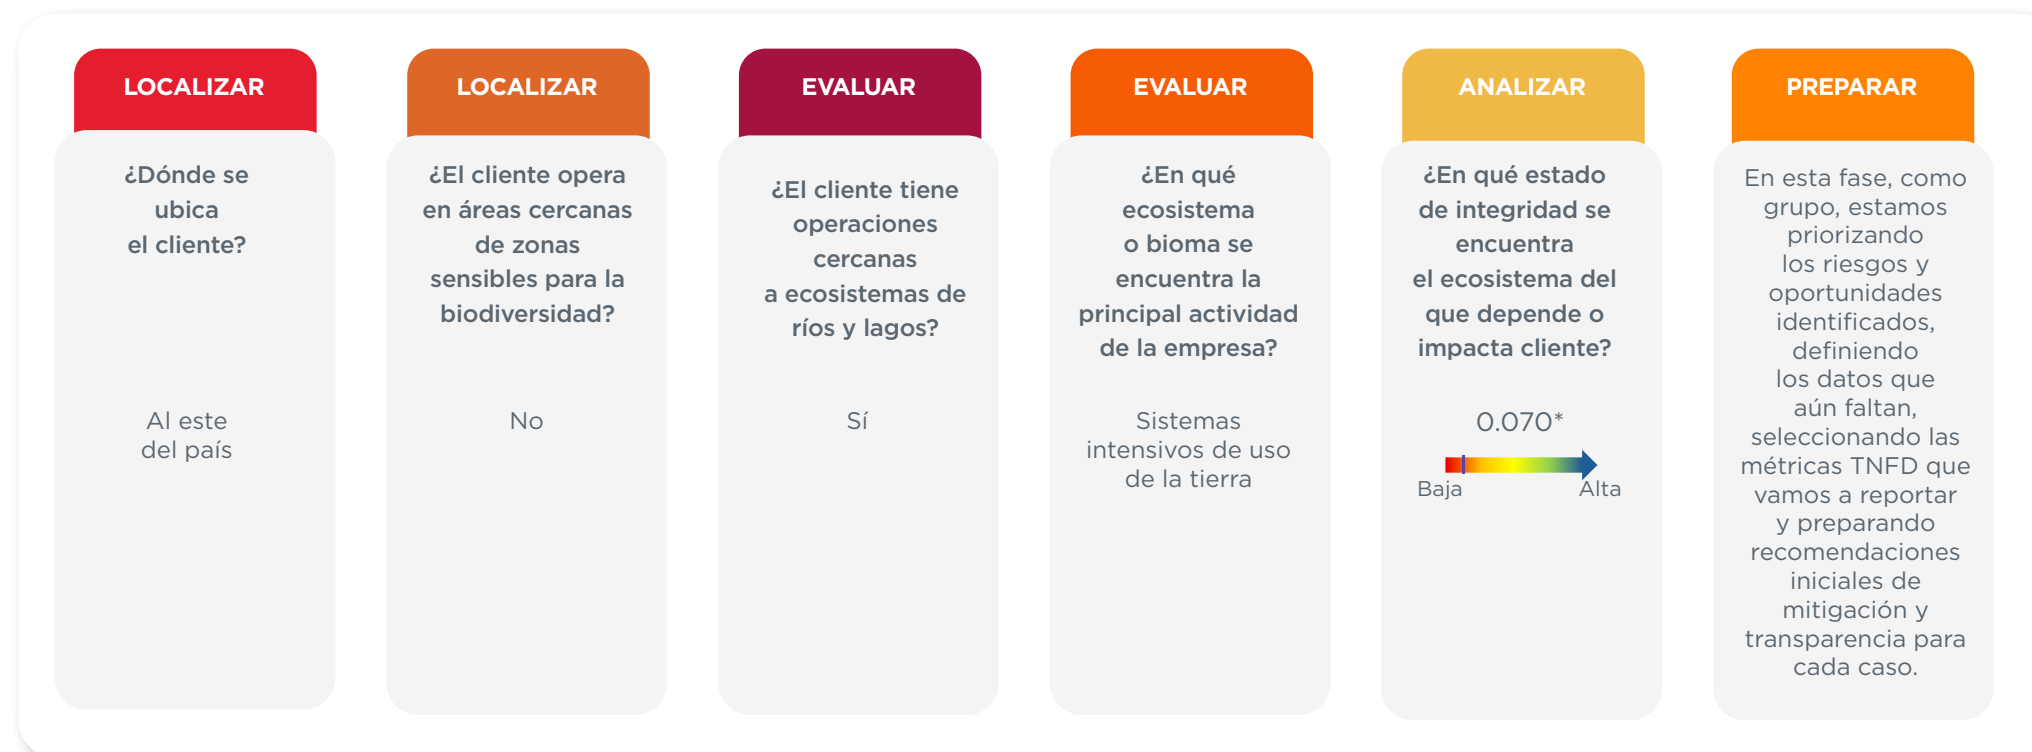 LOCALIZAR
¿Dónde se
ubica
el cliente?
Al este
del país
LOCALIZAR
¿El cliente opera
en áreas cercanas
de zonas
sensibles para la
biodiversidad?
No
EVALUAR
¿El cliente tiene
operaciones
cercanas
a ecosistemas de
ríos y lagos?
Sí
EVALUAR
¿En qué
ecosistema
o bioma se
encuentra la
principal actividad
de la empresa?
Sistemas
intensivos de uso
de la tierra
ANALIZAR
¿En qué estado
de integridad se
encuentra
el ecosistema del
que depende o
impacta cliente?
0.070*
Baja
Alta
PREPARAR
En esta fase, como
grupo, estamos
priorizando
los riesgos y
oportunidades
identificados,
definiendo
los datos que
aún faltan,
seleccionando las
métricas TNFD que
vamos a reportar
y preparando
recomendaciones
iniciales de
mitigación y
transparencia para
cada caso.